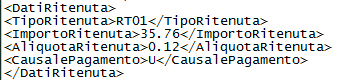 <DatiRitenuta>
<TipoRitenuta>RT01</TipoRitenuta>
<ImportoRitenuta>35.76</ImportoRitenuta>
<AliquotaRitenuta>0.12</AliquotaRitenuta>
<CausalePagamento>U</CausalePagamento>
</DatiRitenuta>